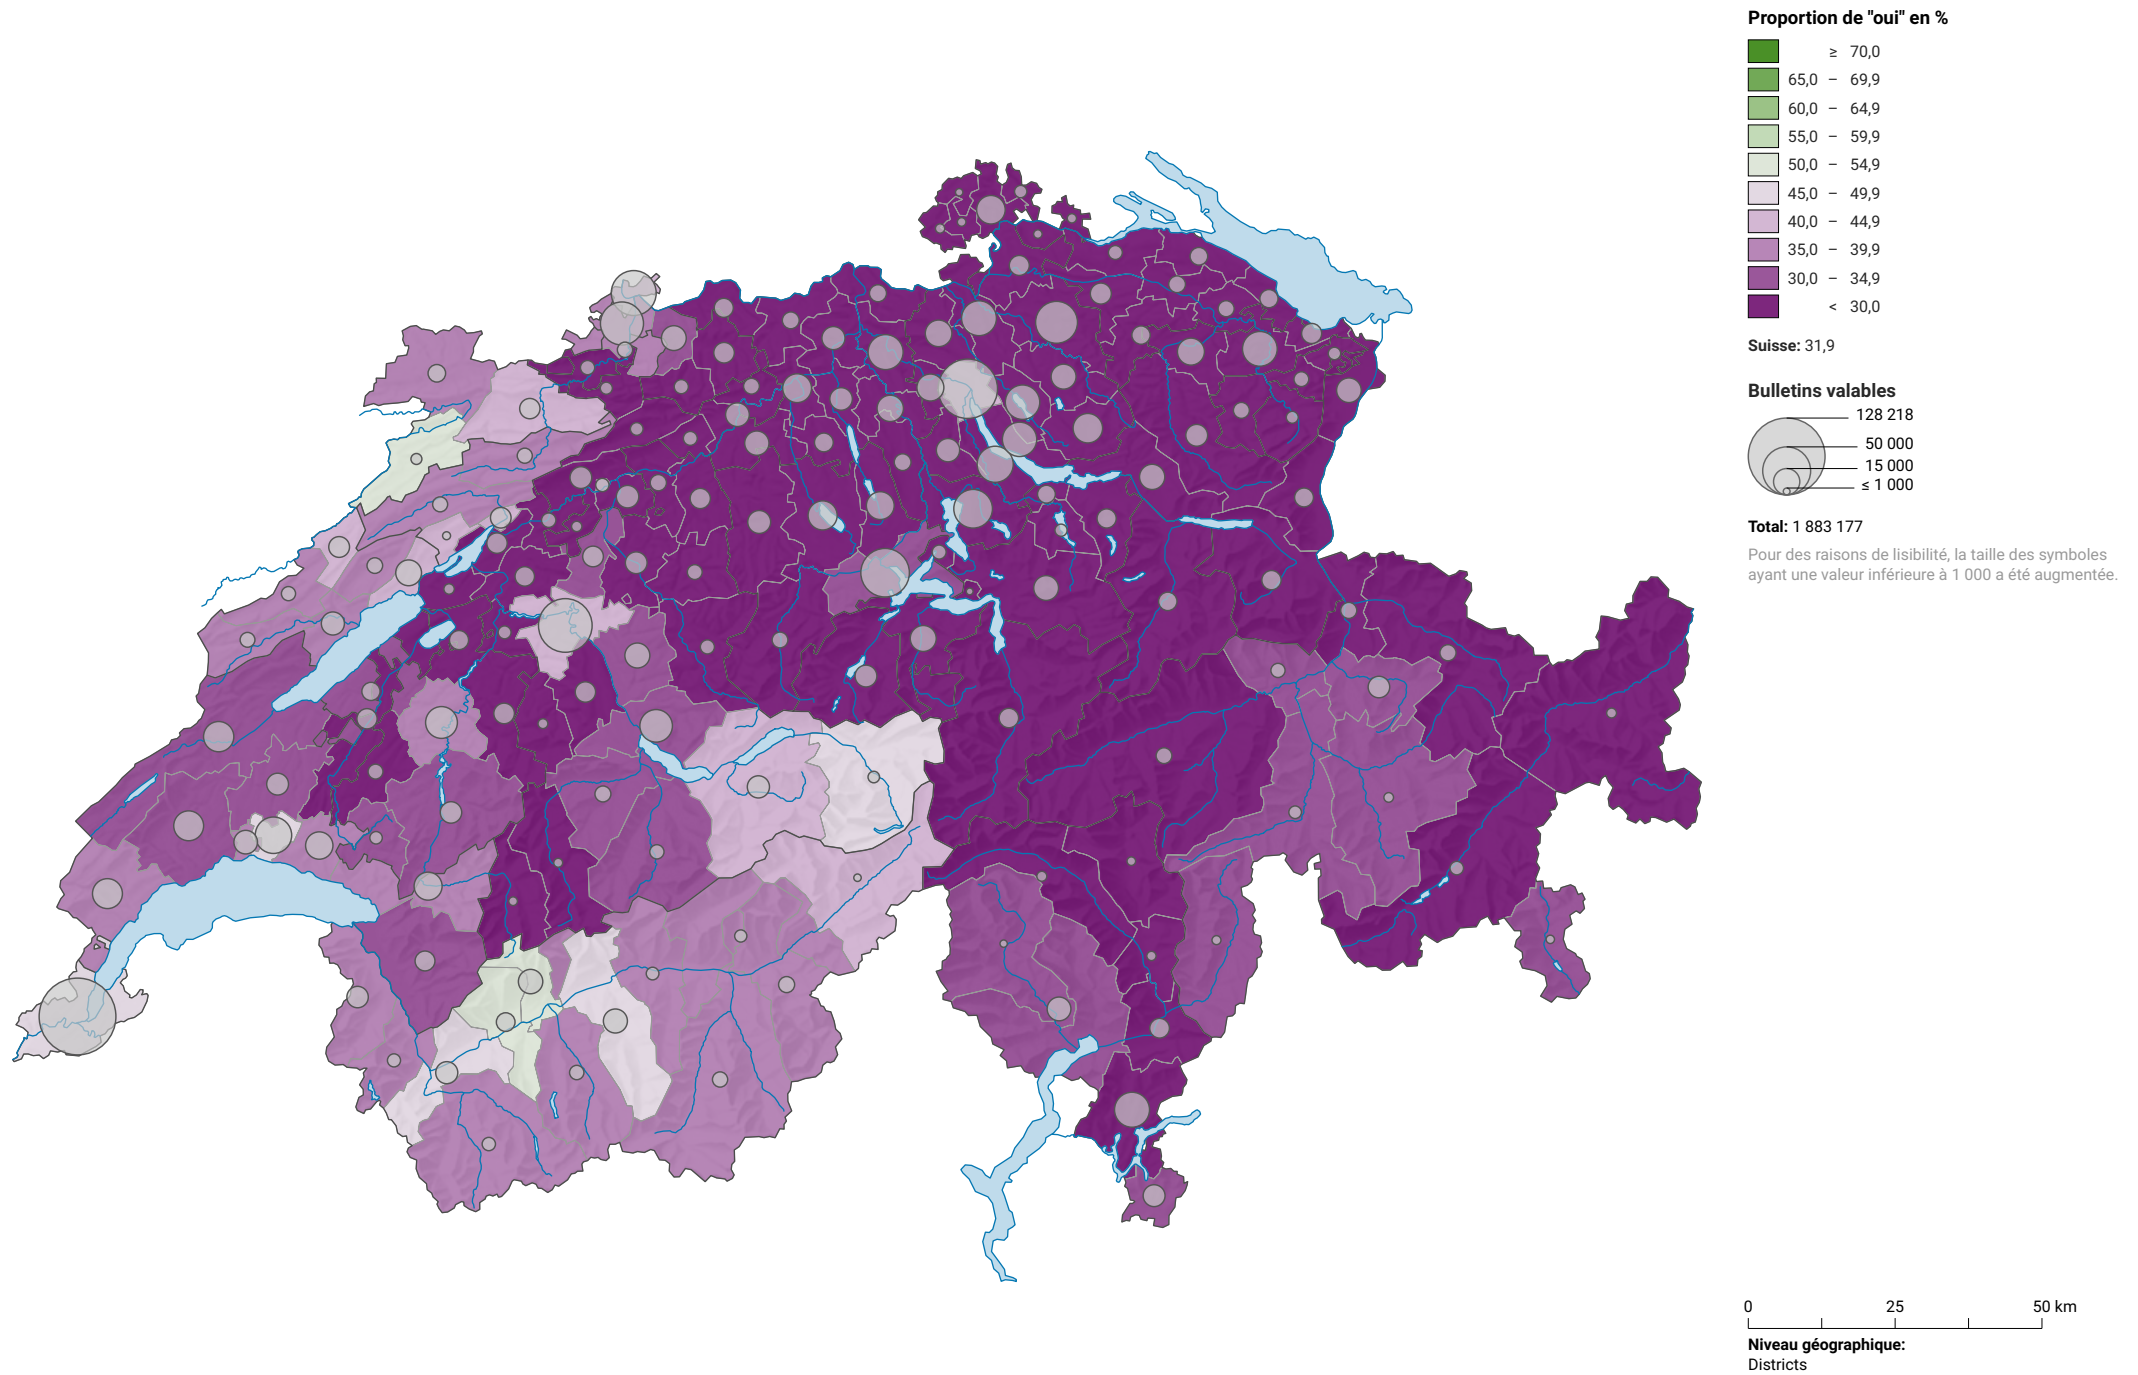 Proportion de "oui" en %
≥ 70,0
65,0 – 69,9
60,0 – 64,9
55,0 – 59,9
50,0 – 54,9
45,0 – 49,9
40,0 – 44,9
35,0 – 39,9
30,0 – 34,9
< 30,0
Suisse: 31,9
Bulletins valables
128 218
50 000
15 000
≤ 1 000
Total: 1 883 177
Pour des raisons de lisibilité, la taille des symboles
ayant une valeur inférieure à 1 000 a été augmentée.
0 25 50 km
Niveau géographique:
Districts